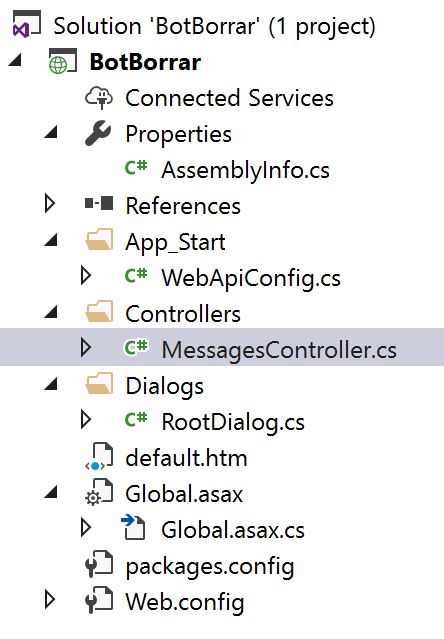 Solution 'BotBorrar' (1 project)
BotBorrar
Connected Services
Properties
C# AssemblyInfo.cs
References
App_Start
C# WebApiConfig.cs
Controllers
C# MessagesController.cs
Dialogs
C# RootDialog.cs
default.htm
Global.asax
Global.asax.cs
packages.config
Web.config